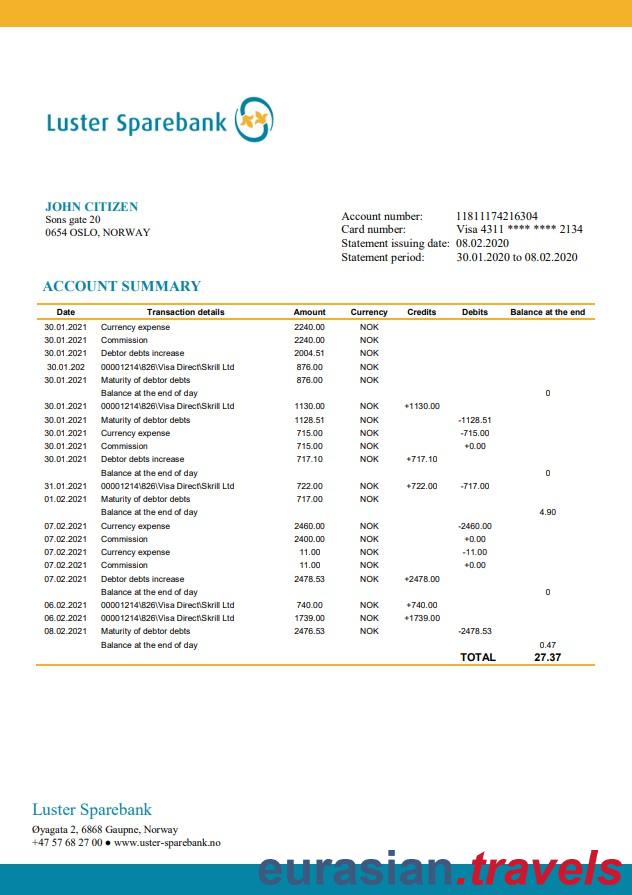 Luster Sparebank
JOHN CITIZEN
Sons gate 20
0654 OSLO, NORWAY
Account number: 11811174216304
Card number: Visa 4311 **** **** 2134
Statement issuing date: 08.02.2020
Statement period: 30.01.2020 to 08.02.2020
ACCOUNT SUMMARY
Date Transaction details Amount Currency Credits Debits Balance at the end
30.01.2021 Currency expense 2240.00 NOK
30.01.2021 Commission 2240.00 NOK
30.01.2021 Debtor debts increase 2004.51 NOK
30.01.202 00001214\826\Visa Direct\Skrill Ltd 876.00 NOK
30.01.2021 Maturity of debtor debts 876.00 NOK
Balance at the end of day 0
30.01.2021 00001214\826\Visa Direct\Skrill Ltd 1130.00 NOK +1130.00
30.01.2021 Maturity of debtor debts 1128.51 NOK -1128.51
30.01.2021 Currency expense 715.00 NOK -715.00
30.01.2021 Commission 715.00 NOK +0.00
30.01.2021 Debtor debts increase 717.10 NOK +717.10
Balance at the end of day 0
31.01.2021 00001214\826\Visa Direct\Skrill Ltd 722.00 NOK +722.00 -717.00
01.02.2021 Maturity of debtor debts 717.00 NOK
Balance at the end of day 4.90
07.02.2021 Currency expense 2460.00 NOK -2460.00
07.02.2021 Commission 2400.00 NOK +0.00
07.02.2021 Currency expense 11.00 NOK -11.00
07.02.2021 Commission 11.00 NOK +0.00
07.02.2021 Debtor debts increase 2478.53 NOK +2478.00
Balance at the end of day 0
06.02.2021 00001214\826\Visa Direct\Skrill Ltd 740.00 NOK +740.00
06.02.2021 00001214\826\Visa Direct\Skrill Ltd 1739.00 NOK +1739.00
08.02.2021 Maturity of debtor debts 2476.53 NOK -2478.53
Balance at the end of day 0.47
TOTAL 27.37
Luster Sparebank
Øyagata 2, 6868 Gaupne, Norway
+47 57 68 27 00 ● www.uster-sparebank.no
eurasian.travels